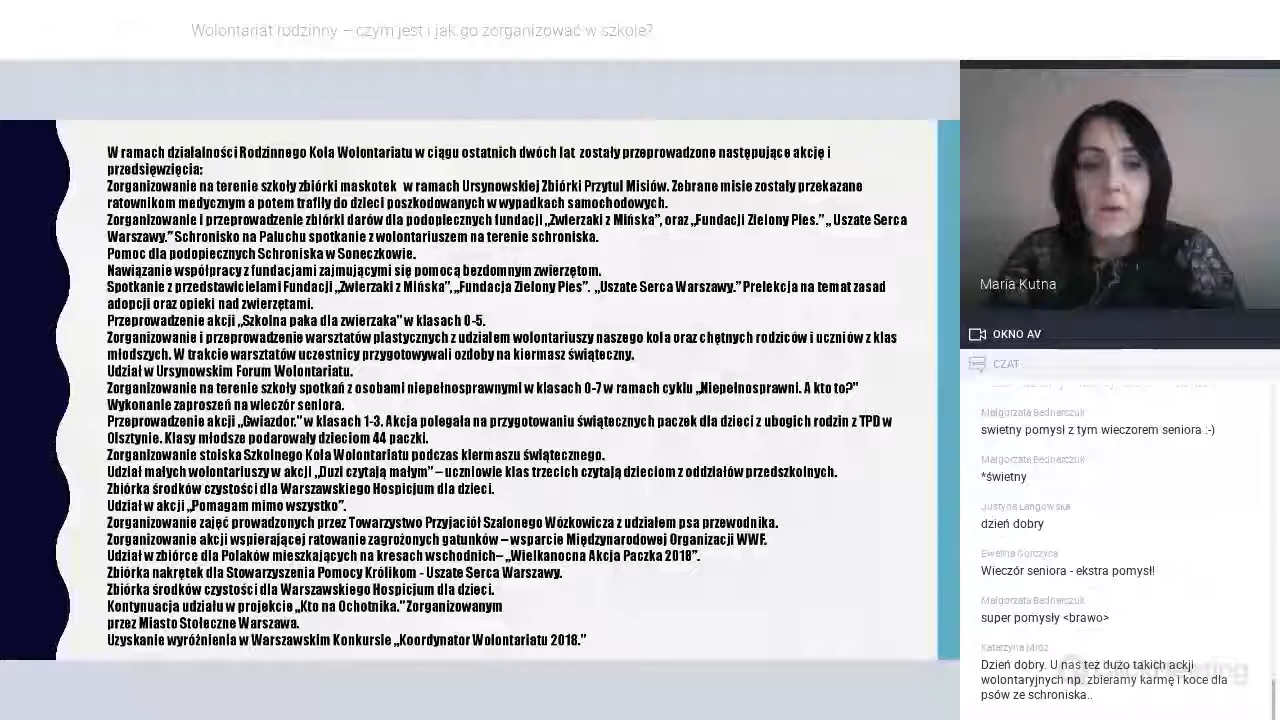 Wolontariat rodzinny – czym jest i jak go zorganizować w szkole?
W ramach działalności Rodzinnego Koła Wolontariatu w ciągu ostatnich dwóch lat zostały przeprowadzone następujące akcję i
przedsięwzięcia:
Zorganizowanie na terenie szkoły zbiórki maskotek w ramach Ursynowskiej Zbiórki Przytul Misiów. Zebrane misie zostały przekazane
ratownikom medycznym a potem trafiły do dzieci poszkodowanych w wypadkach samochodowych.
Zorganizowanie i przeprowadzenie zbiórki darów dla podopiecznych fundacji „Zwierzaki z Mińska”, oraz „Fundacji Zielony Pies.” „ Uszate Serca
Warszawy.” Schronisko na Paluchu spotkanie z wolontariuszem na terenie schroniska.
Pomoc dla podopiecznych Schroniska w Soneczkowie.
Nawiązanie współpracy z fundacjami zajmującymi się pomocą bezdomnym zwierzętom.
Spotkanie z przedstawicielami Fundacji „Zwierzaki z Mińska”, „Fundacja Zielony Pies”. „Uszate Serca Warszawy.” Prelekcja na temat zasad
adopcji oraz opieki nad zwierzętami.
Przeprowadzenie akcji „Szkolna paka dla zwierzaka” w klasach 0-5.
Zorganizowanie i przeprowadzenie warsztatów plastycznych z udziałem wolontariuszy naszego koła oraz chętnych rodziców i uczniów z klas
młodszych. W trakcie warsztatów uczestnicy przygotowywali ozdoby na kiermasz świąteczny.
Udział w Ursynowskim Forum Wolontariatu.
Zorganizowanie na terenie szkoły spotkań z osobami niepełnosprawnymi w klasach 0-7 w ramach cyklu „Niepełnosprawni. A kto to?”
Wykonanie zaproszeń na wieczór seniora.
Przeprowadzenie akcji „Gwiazdor.” w klasach 1-3. Akcja polegała na przygotowaniu świątecznych paczek dla dzieci z ubogich rodzin z TPD w
Olsztynie. Klasy młodsze podarowały dzieciom 44 paczki.
Zorganizowanie stoiska Szkolnego Koła Wolontariatu podczas kiermaszu świątecznego.
Udział małych wolontariuszy w akcji „Duzi czytają małym” – uczniowie klas trzecich czytają dzieciom z oddziałów przedszkolnych.
Zbiórka środków czystości dla Warszawskiego Hospicjum dla dzieci.
Udział w akcji „Pomagam mimo wszystko”.
Zorganizowanie zajęć prowadzonych przez Towarzystwo Przyjaciół Szalonego Wózkowicza z udziałem psa przewodnika.
Zorganizowanie akcji wspierającej ratowanie zagrożonych gatunków – wsparcie Międzynarodowej Organizacji WWF.
Udział w zbiórce dla Polaków mieszkających na kresach wschodnich– „Wielkanocna Akcja Paczka 2018”.
Zbiórka nakrętek dla Stowarzyszenia Pomocy Królikom - Uszate Serca Warszawy.
Zbiórka środków czystości dla Warszawskiego Hospicjum dla dzieci.
Kontynuacja udziału w projekcie „Kto na Ochotnika.” Zorganizowanym
przez Miasto Stołeczne Warszawa.
Uzyskanie wyróżnienia w Warszawskim Konkursie „Koordynator Wolontariatu 2018.”
Maria Kutna
OKNO AV
CZAT
Małgorzata Bednarczuk
swietny pomysł z tym wieczorem seniora :-)
Małgorzata Bednarczuk
*świetny
Justyna Langowska
dzień dobry
Ewelina Gorczyca
Wieczór seniora - ekstra pomysł!
Małgorzata Bednarczuk
super pomysły <brawo>
Katarzyna Mróz
Dzień dobry. U nas też dużo takich ackji
wolontaryjnych np. zbieramy karmę i koce dla
psów ze schroniska..